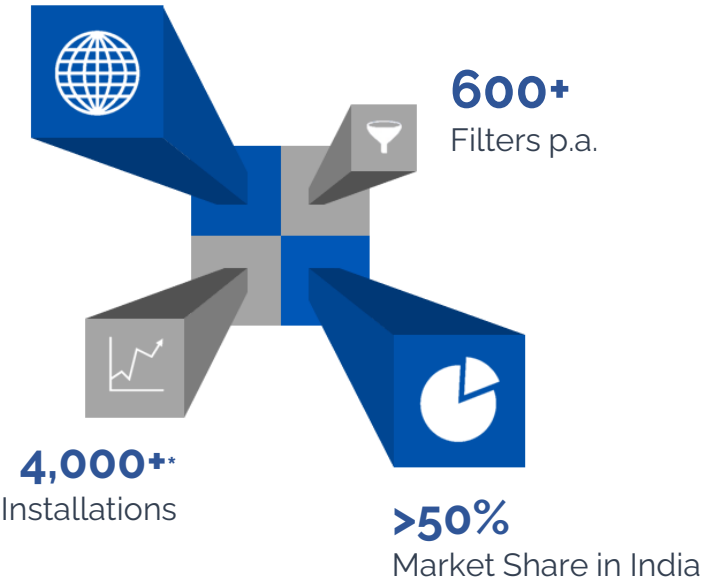 600+
Filters p.a.
4,000+*
Installations
>50%
Market Share in India